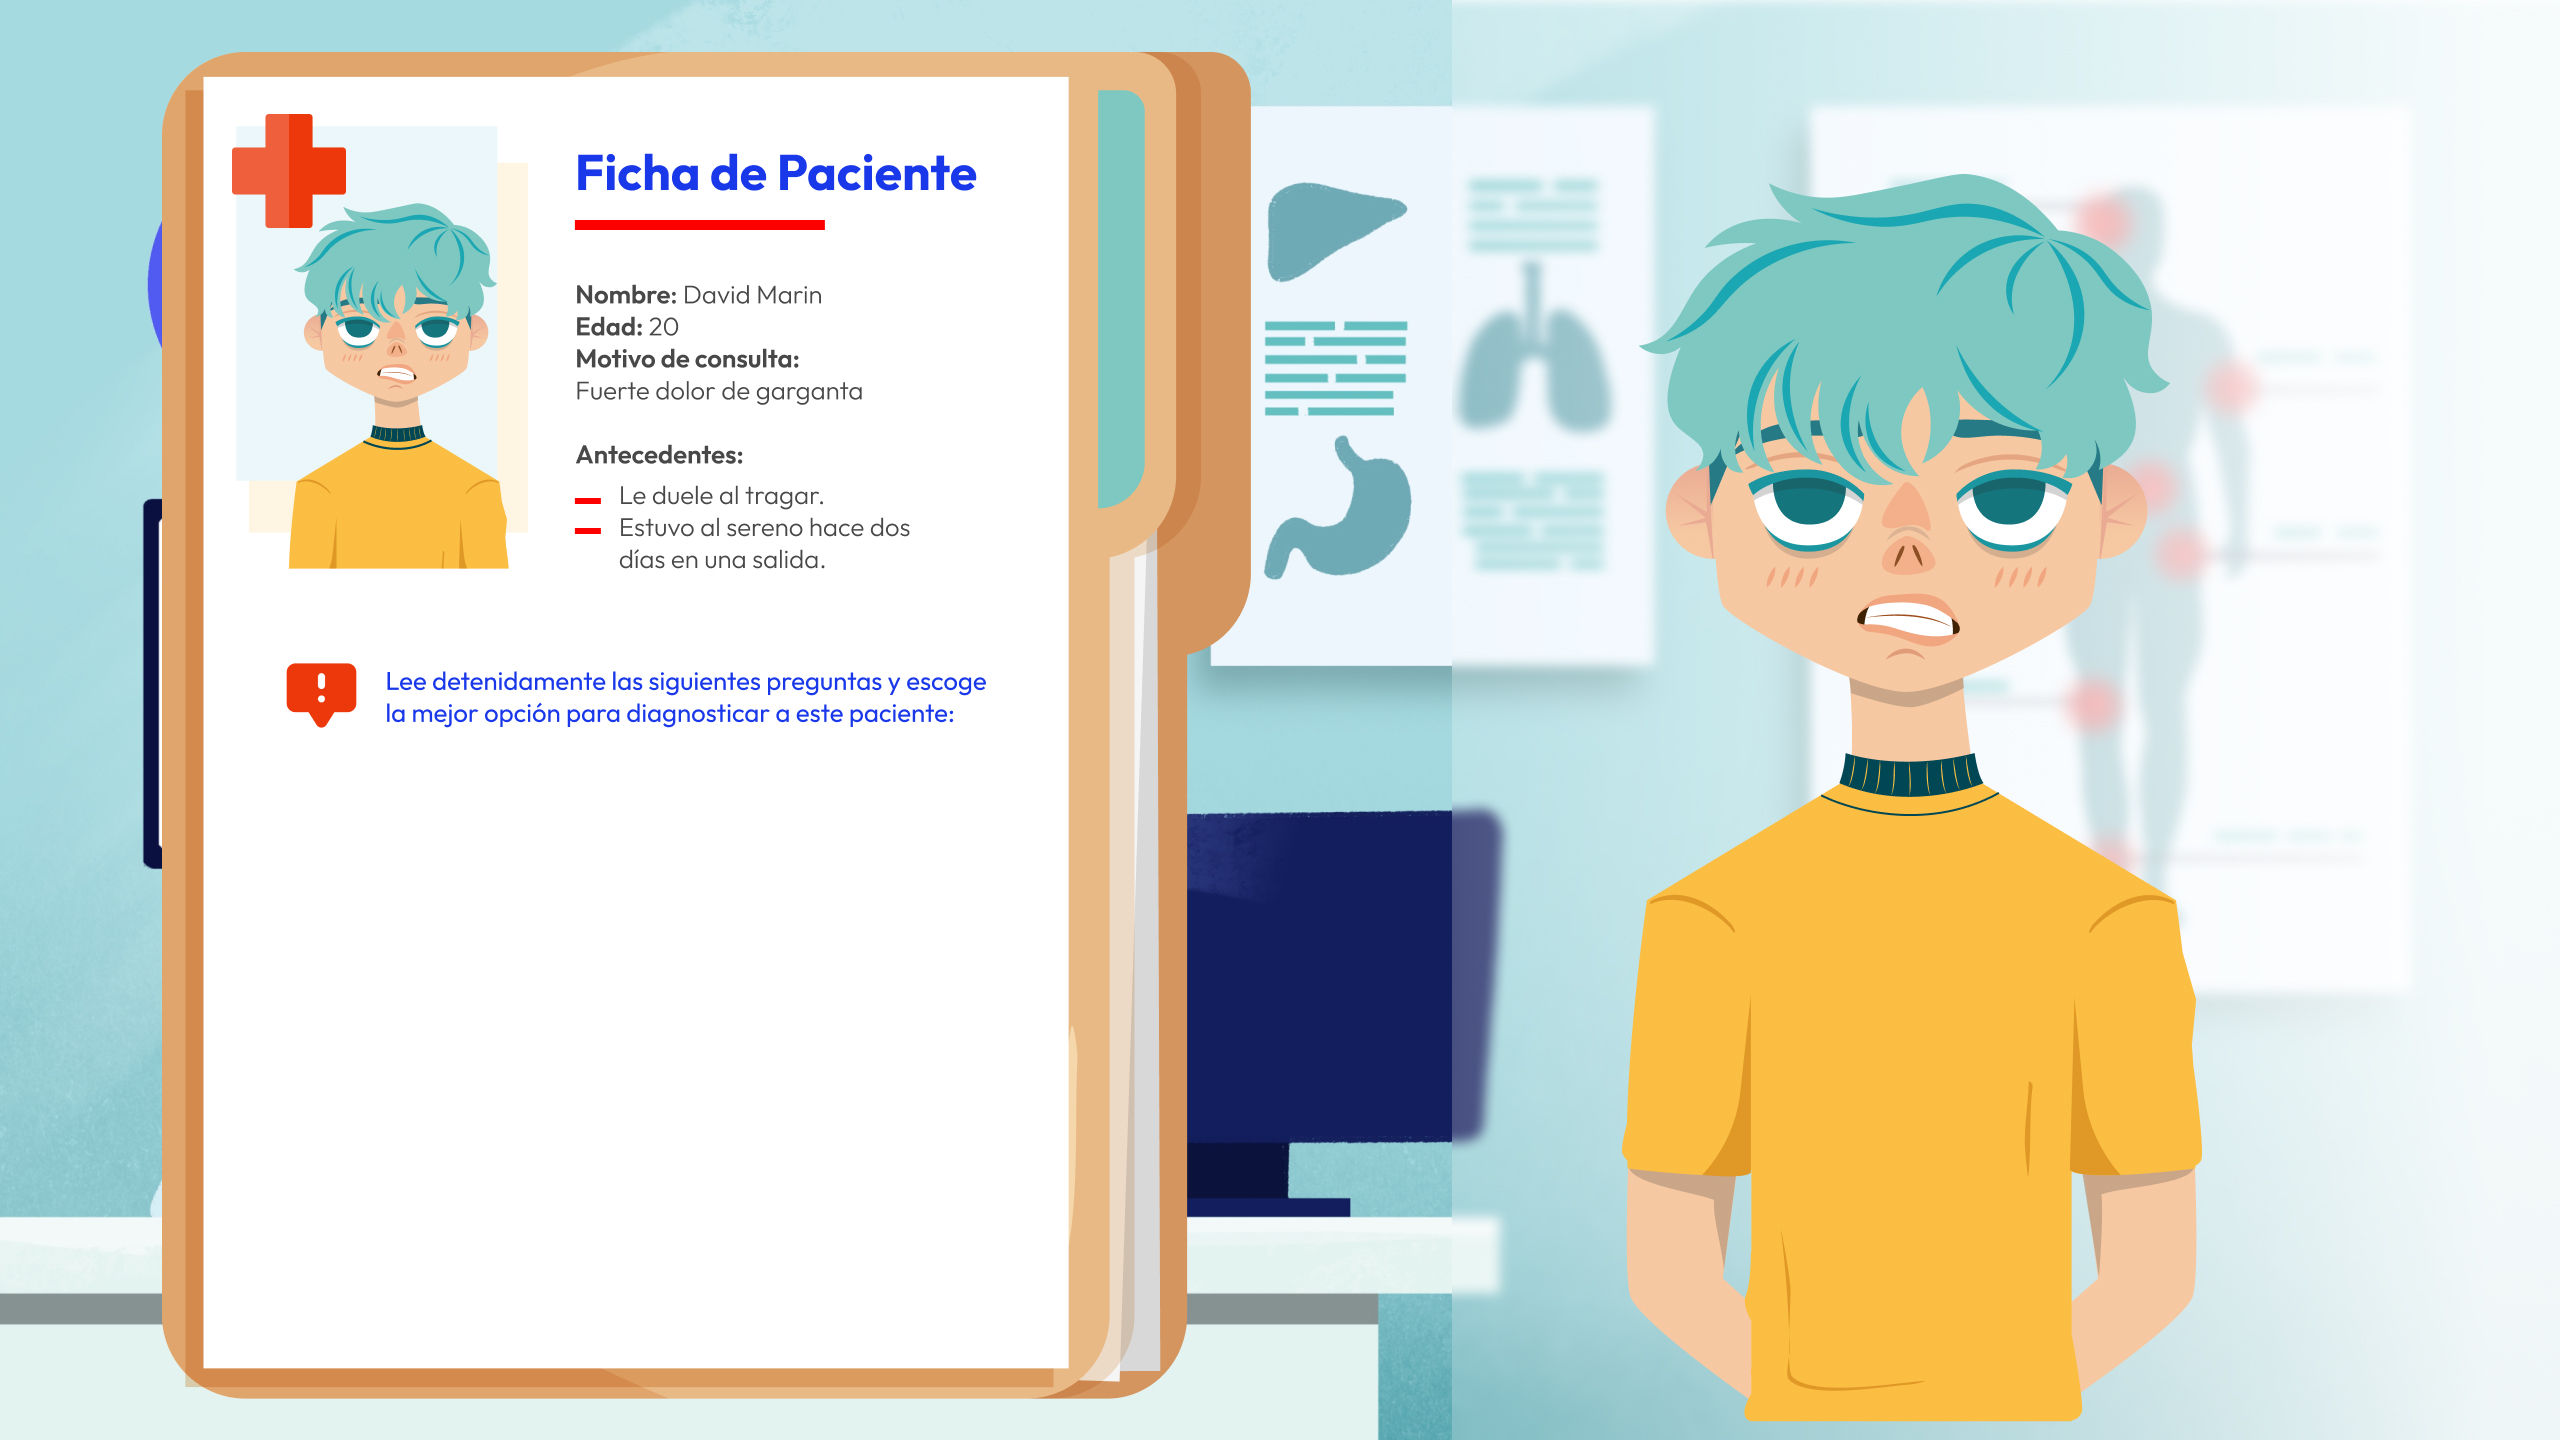 Ficha de Paciente
Nombre: David Marin
Edad: 20
Motivo de consulta:
Fuerte dolor de garganta
Antecedentes:
Le duele al tragar.
Estuvo al sereno hace dos
días en una salida.
Lee detenidamente las siguientes preguntas y escoge
la mejor opción para diagnosticar a este paciente: